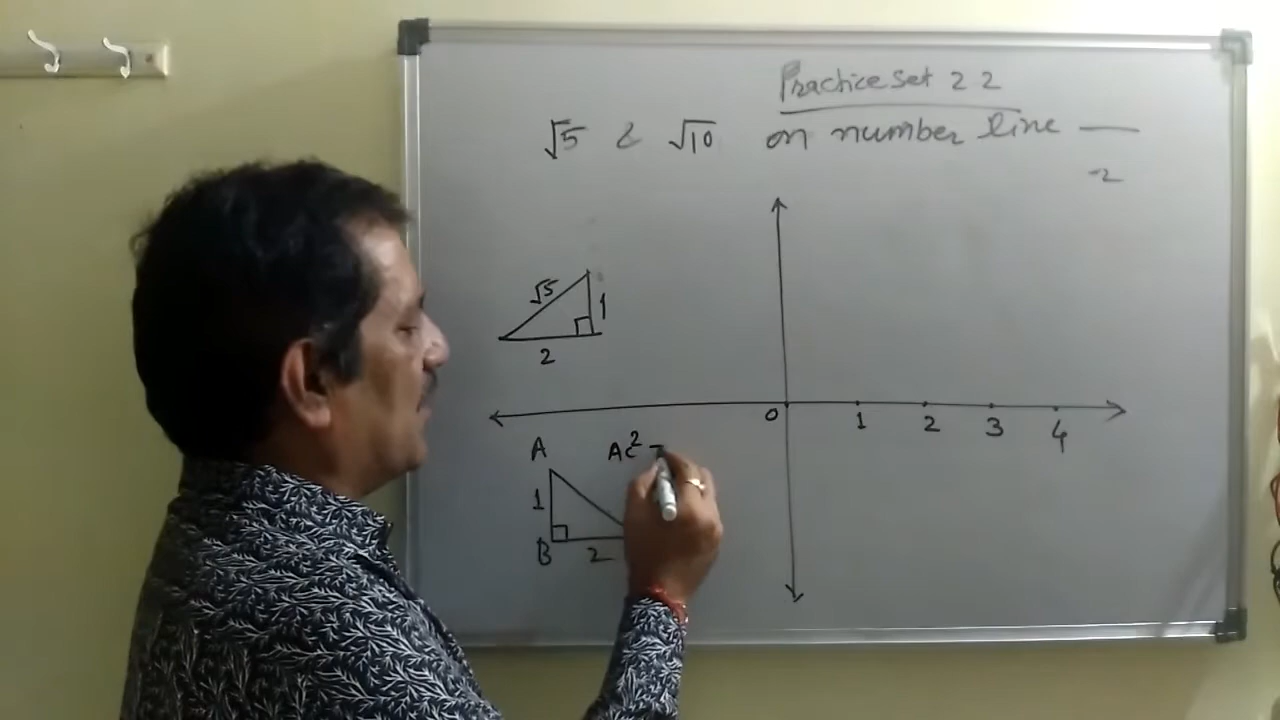 Practice Set 2 2
√5 & √10 on number line —
-2
√5
1
2
0 1 2 3 4
A Ac² =
1
B 2